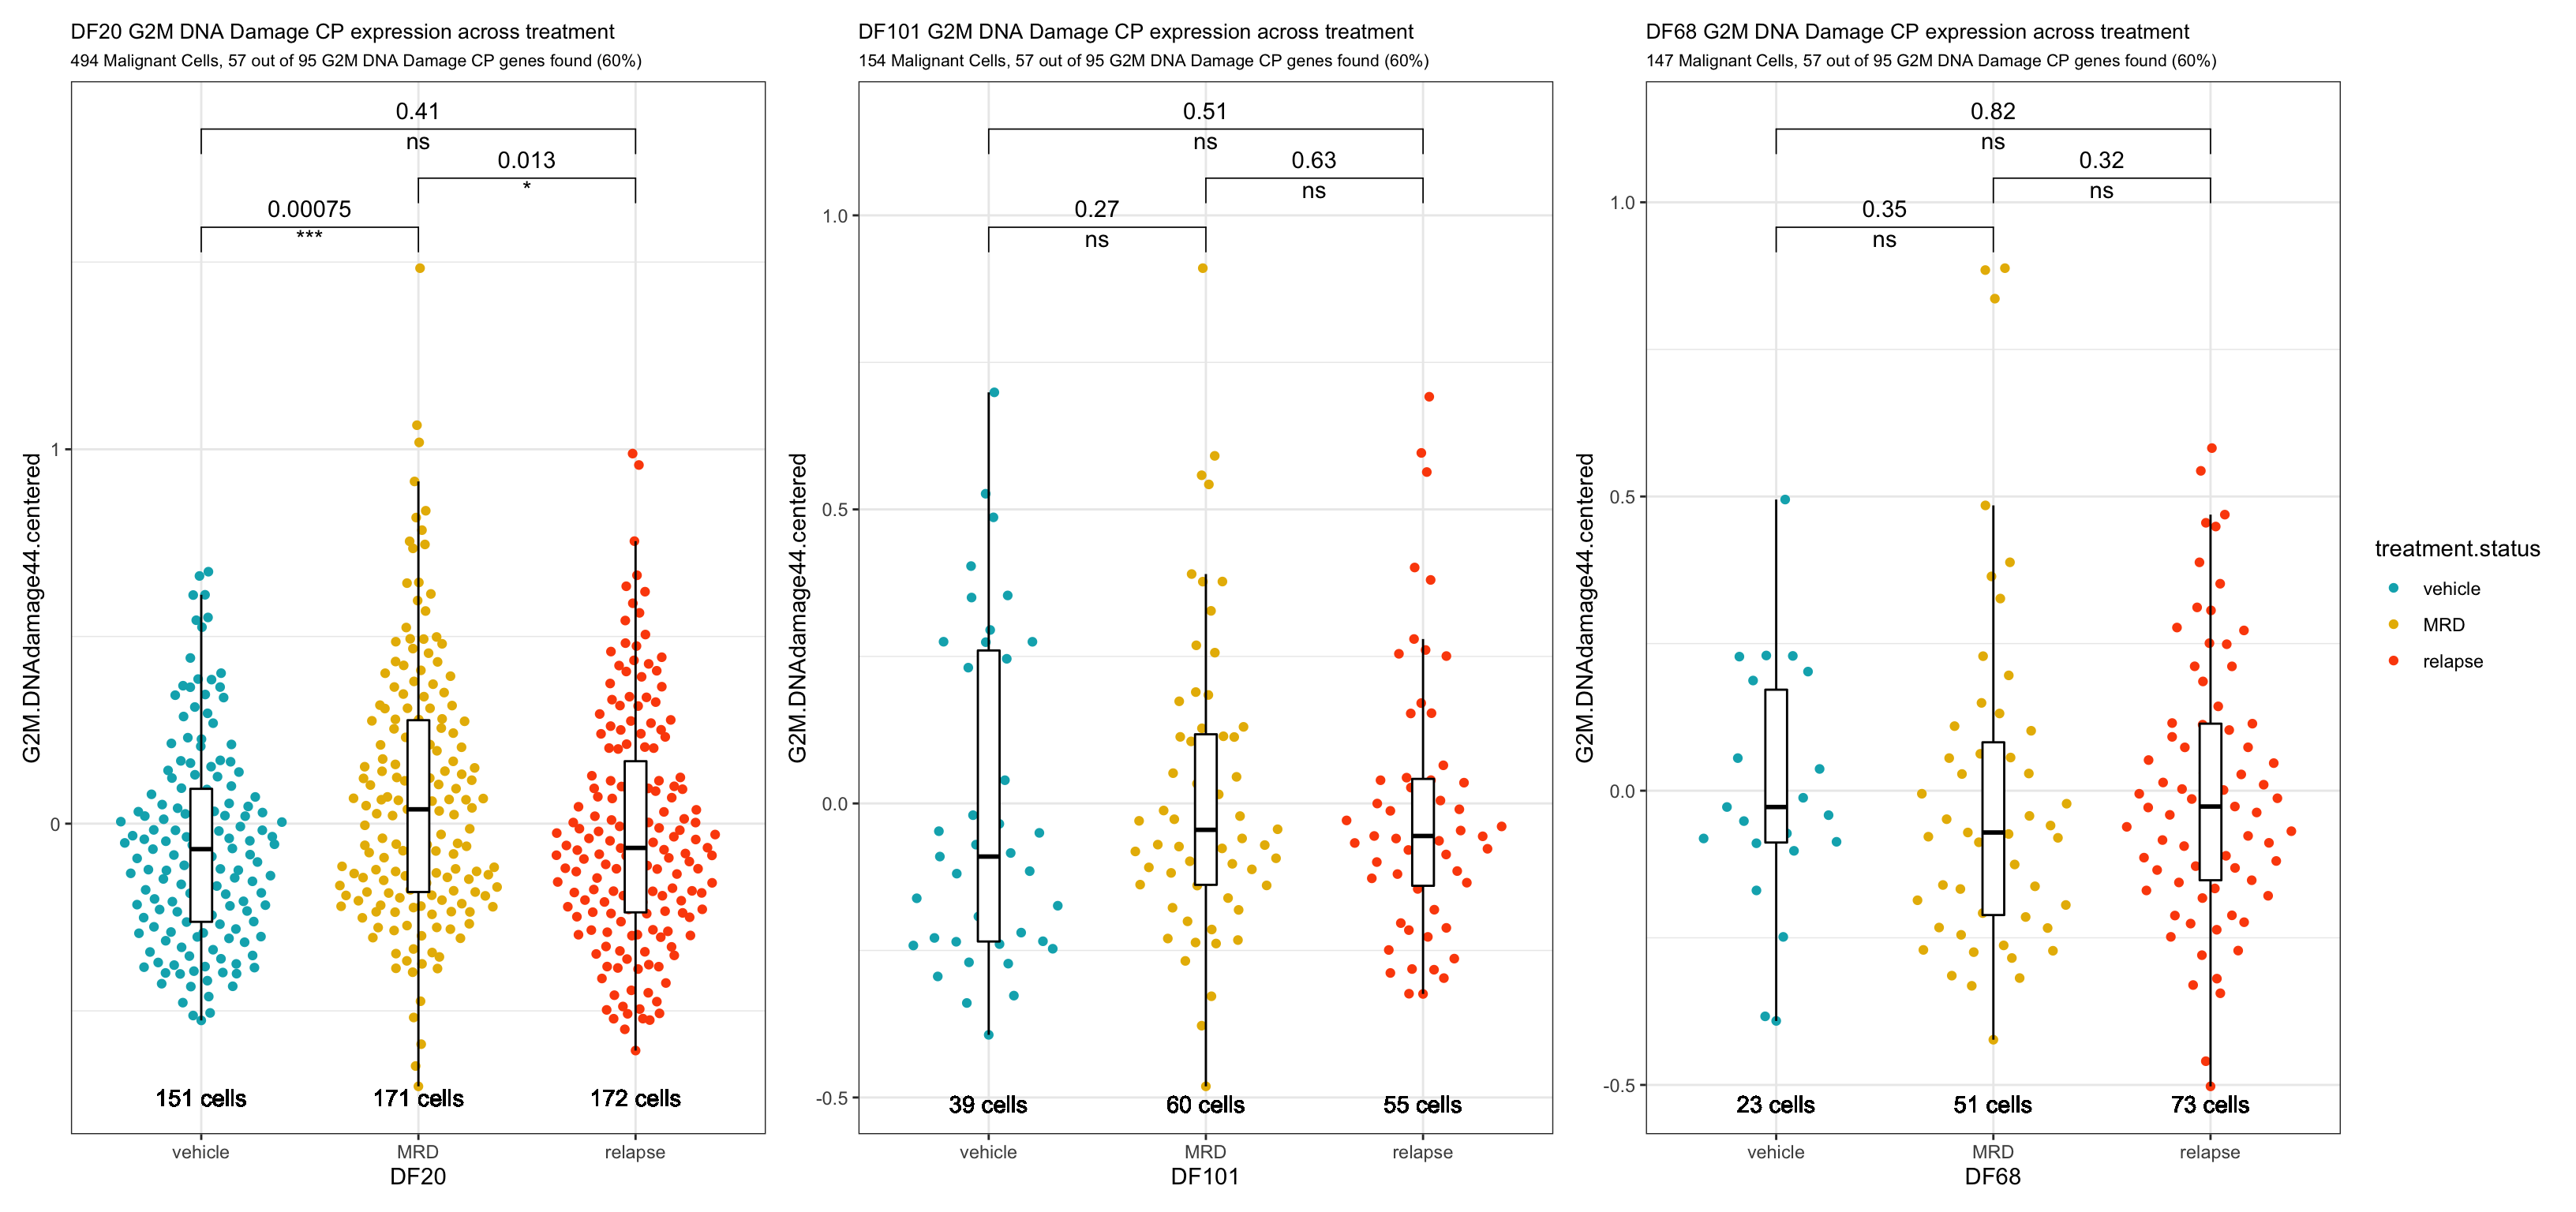 DF20 G2M DNA Damage CP expression across treatment
494 Malignant Cells, 57 out of 95 G2M DNA Damage CP genes found (60%)
0.41
ns
0.013
*
0.00075
***
1
0
G2M.DNAdamage44.centered
151 cells
171 cells
172 cells
vehicle
MRD
relapse
DF20
DF101 G2M DNA Damage CP expression across treatment
154 Malignant Cells, 57 out of 95 G2M DNA Damage CP genes found (60%)
0.51
ns
0.63
ns
0.27
ns
1.0
0.5
0.0
-0.5
G2M.DNAdamage44.centered
39 cells
60 cells
55 cells
vehicle
MRD
relapse
DF101
DF68 G2M DNA Damage CP expression across treatment
147 Malignant Cells, 57 out of 95 G2M DNA Damage CP genes found (60%)
0.82
ns
0.32
ns
0.35
ns
1.0
0.5
0.0
-0.5
G2M.DNAdamage44.centered
23 cells
51 cells
73 cells
vehicle
MRD
relapse
DF68
treatment.status
vehicle
MRD
relapse